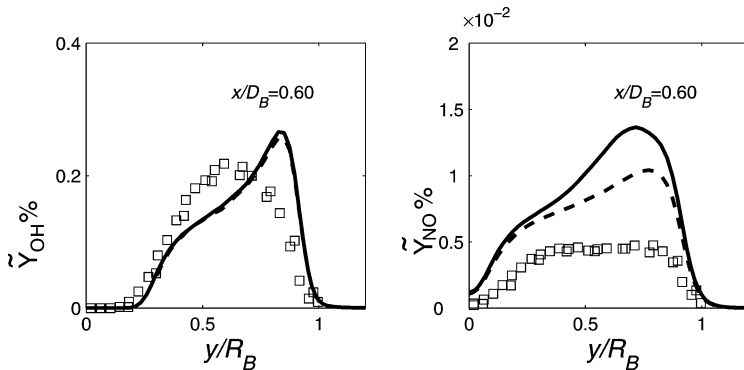 ×10⁻²
0.4
0.2
0
x/D_B=0.60
Ỹ_OH%
0 0.5 1
y/R_B
2
1.5
1
0.5
0
x/D_B=0.60
Ỹ_NO%
0 0.5 1
y/R_B